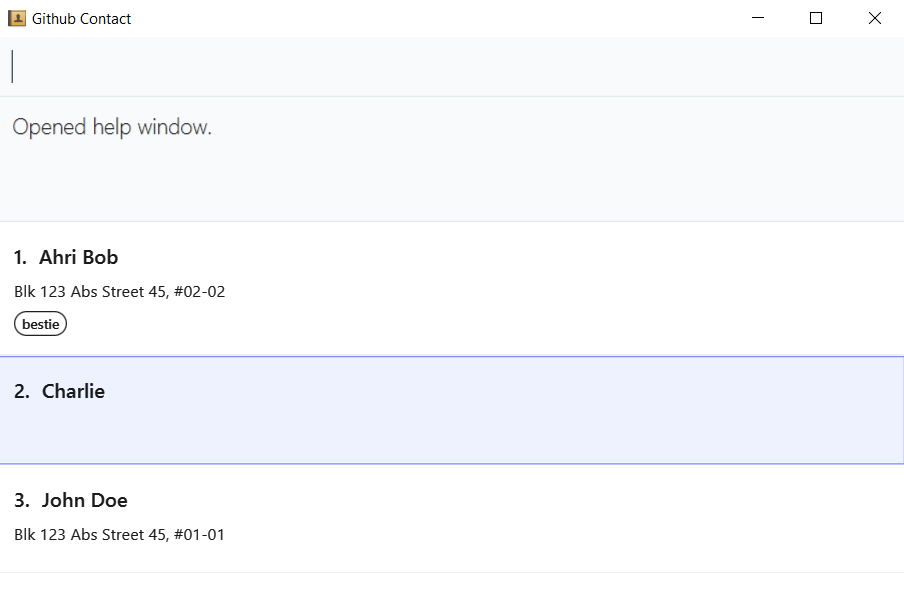 Github Contact
Opened help window.
1. Ahri Bob
Blk 123 Abs Street 45, #02-02
bestie
2. Charlie
3. John Doe
Blk 123 Abs Street 45, #01-01